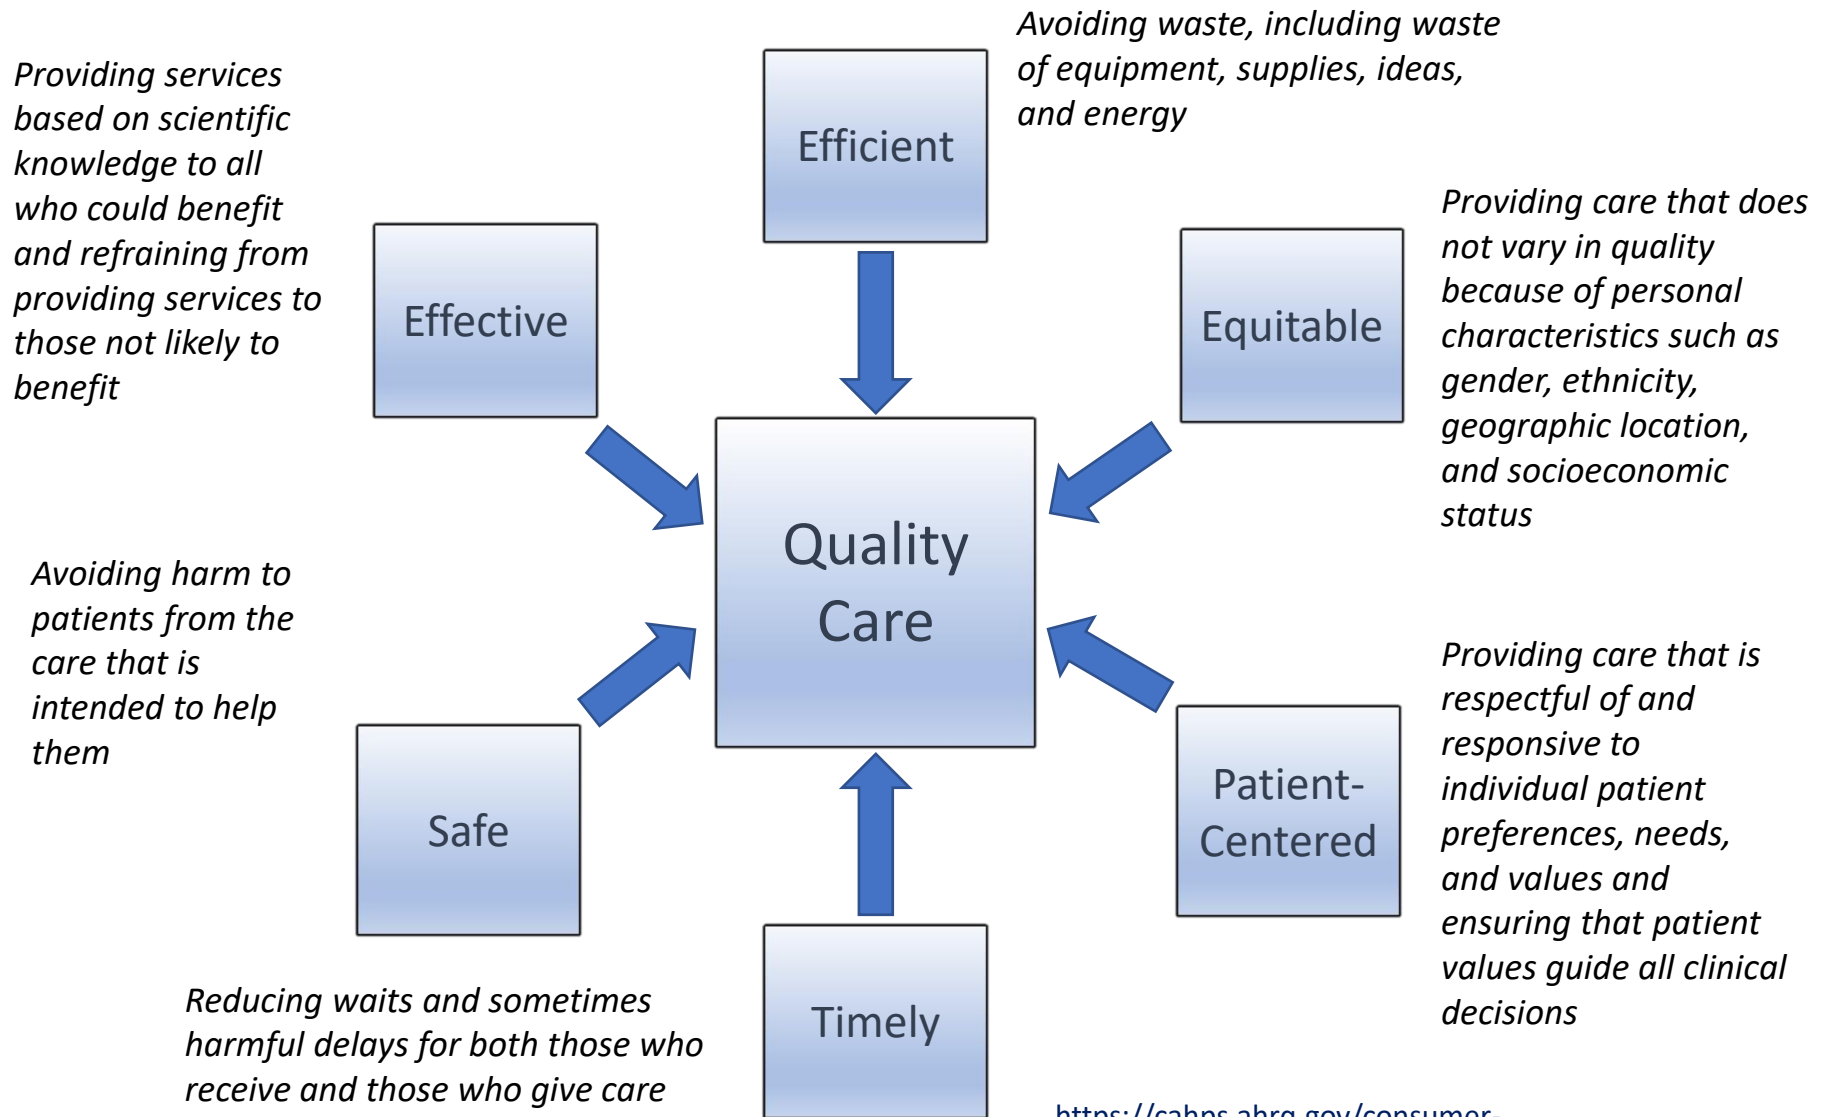 Avoiding waste, including waste
of equipment, supplies, ideas,
and energy
Efficient
Providing services
based on scientific
knowledge to all
who could benefit
and refraining from
providing services to
those not likely to
benefit
Effective
Equitable
Providing care that does
not vary in quality
because of personal
characteristics such as
gender, ethnicity,
geographic location,
and socioeconomic
status
Quality
Care
Avoiding harm to
patients from the
care that is
intended to help
them
Safe
Patient-
Centered
Providing care that is
respectful of and
responsive to
individual patient
preferences, needs,
and values and
ensuring that patient
values guide all clinical
decisions
Reducing waits and sometimes
harmful delays for both those who
receive and those who give care
Timely
https://cahps.ahrq.gov/consumer-